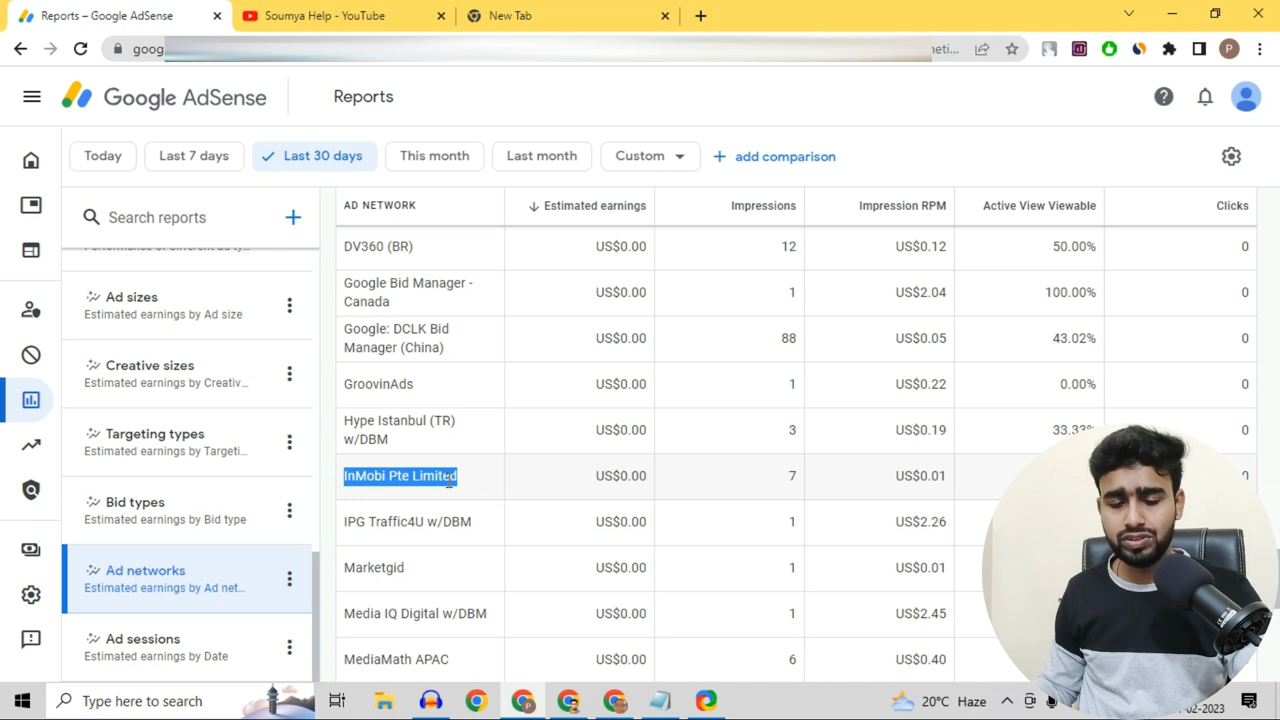 Reports – Google AdSense
Soumya Help - YouTube
New Tab
goog
neti...
P
Google AdSense
Reports
Today
Last 7 days
Last 30 days
This month
Last month
Custom
+ add comparison
Search reports
Ad sizes
Estimated earnings by Ad size
Creative sizes
Estimated earnings by Creativ...
Targeting types
Estimated earnings by Targeti...
Bid types
Estimated earnings by Bid type
Ad networks
Estimated earnings by Ad net...
Ad sessions
Estimated earnings by Date
AD NETWORK Estimated earnings Impressions Impression RPM Active View Viewable Clicks
DV360 (BR) US$0.00 12 US$0.12 50.00% 0
Google Bid Manager -
Canada US$0.00 1 US$2.04 100.00% 0
Google: DCLK Bid
Manager (China) US$0.00 88 US$0.05 43.02% 0
GroovinAds US$0.00 1 US$0.22 0.00% 0
Hype Istanbul (TR)
w/DBM US$0.00 3 US$0.19 33.33%
InMobi Pte Limited US$0.00 7 US$0.01 0
IPG Traffic4U w/DBM US$0.00 1 US$2.26
Marketgid US$0.00 1 US$0.01
Media IQ Digital w/DBM US$0.00 1 US$2.45
MediaMath APAC US$0.00 6 US$0.40
Type here to search
20°C Haze
-02-2023